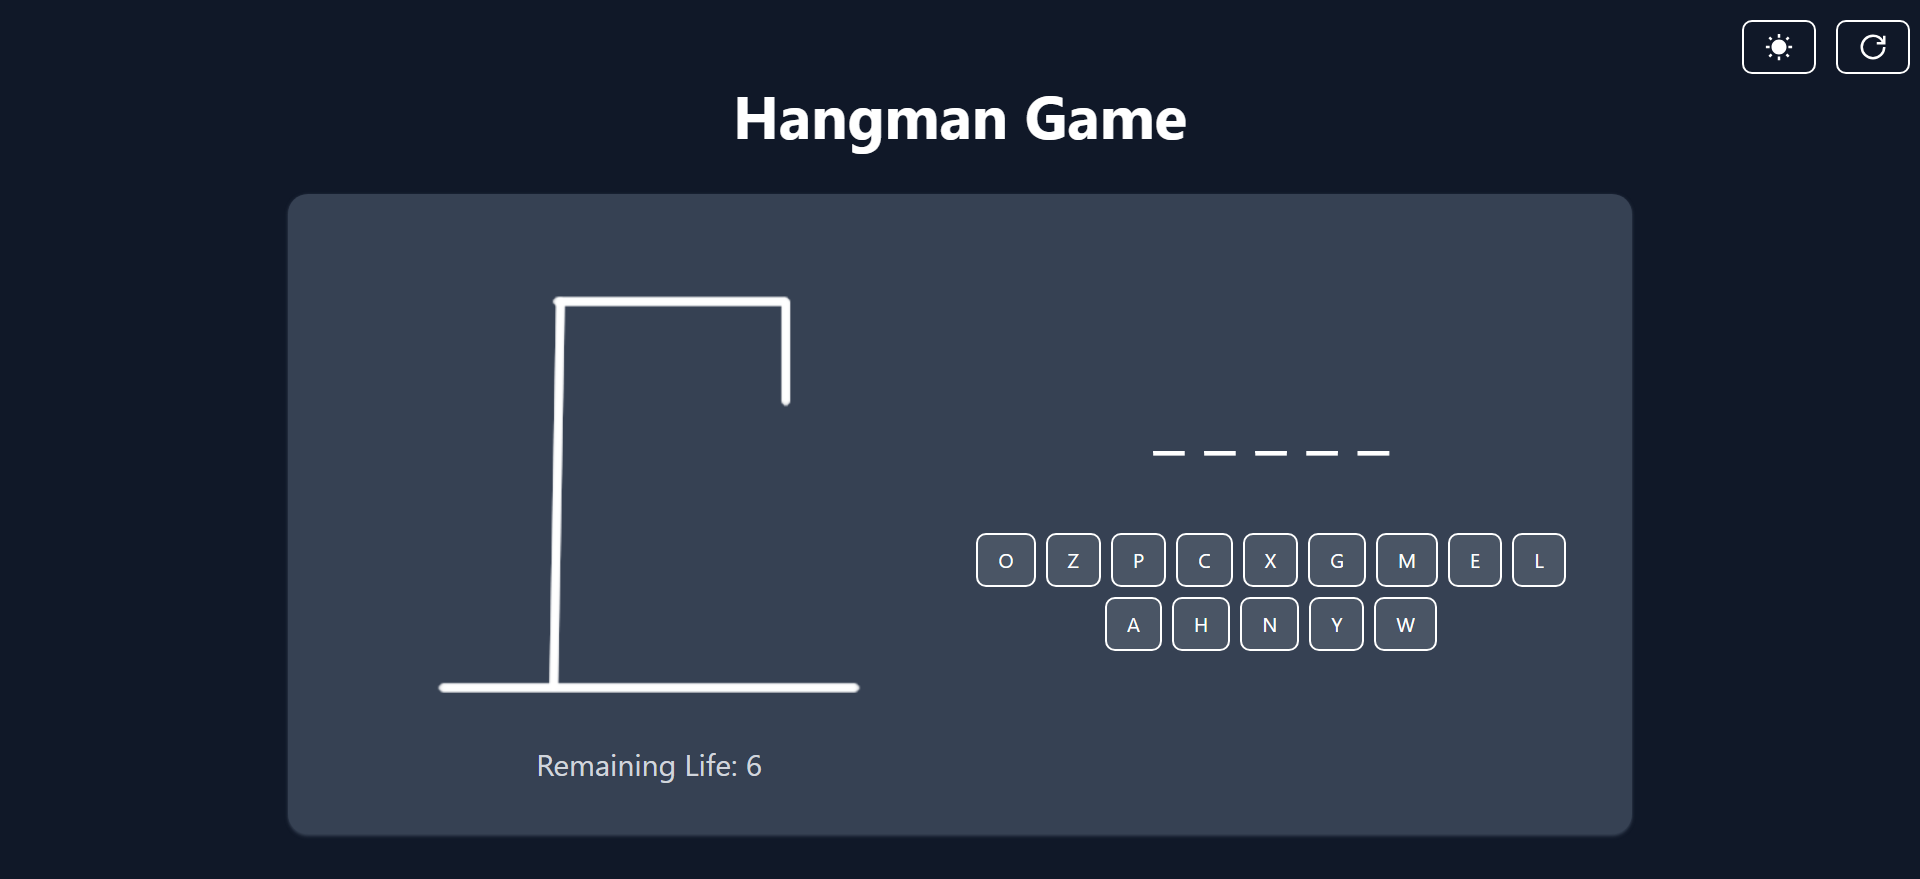 Hangman Game
_ _ _ _ _
O Z P C X G M E L
A H N Y W
Remaining Life: 6